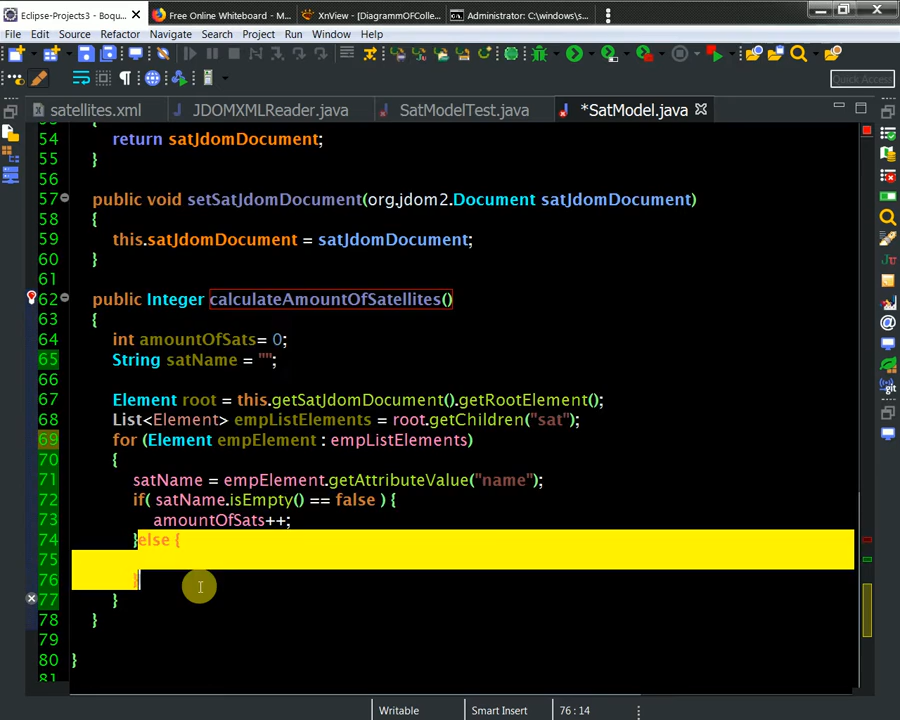 Eclipse-Projects3 - Boqu... Free Online Whiteboard - M... XnView - [DiagrammOFColle... Administrator: C:\windows\s...
File Edit Source Refactor Navigate Search Project Run Window Help
Quick Access
satellites.xml JDOMXMLReader.java SatModelTest.java *SatModel.java
54 return satJdomDocument;
55 }
56
57 public void setSatJdomDocument(org.jdom2.Document satJdomDocument)
58 {
59 this.satJdomDocument = satJdomDocument;
60 }
61
62 public Integer calculateAmountOfSatellites()
63 {
64 int amountOfSats= 0;
65 String satName = "";
66
67 Element root = this.getSatJdomDocument().getRootElement();
68 List<Element> empListElements = root.getChildren("sat");
69 for (Element empElement : empListElements)
70 {
71 satName = empElement.getAttributeValue("name");
72 if( satName.isEmpty() == false ) {
73 amountOfSats++;
74 }else {
75
76 }
77 }
78 }
79
80 }
81
Writable Smart Insert 76 : 14